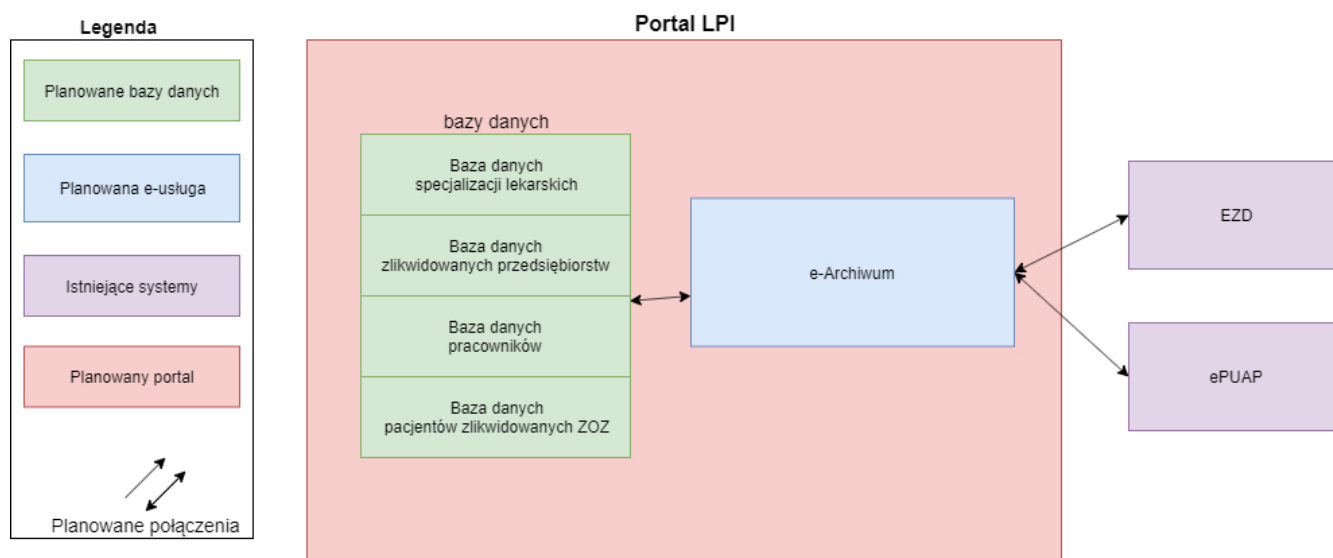 Legenda
Planowane bazy danych
Planowana e-usługa
Istniejące systemy
Planowany portal
Planowane połączenia
Portal LPI
bazy danych
Baza danych
specjalizacji lekarskich
Baza danych
zlikwidowanych przedsiębiorstw
Baza danych
pracowników
Baza danych
pacjentów zlikwidowanych ZOZ
e-Archiwum
EZD
ePUAP